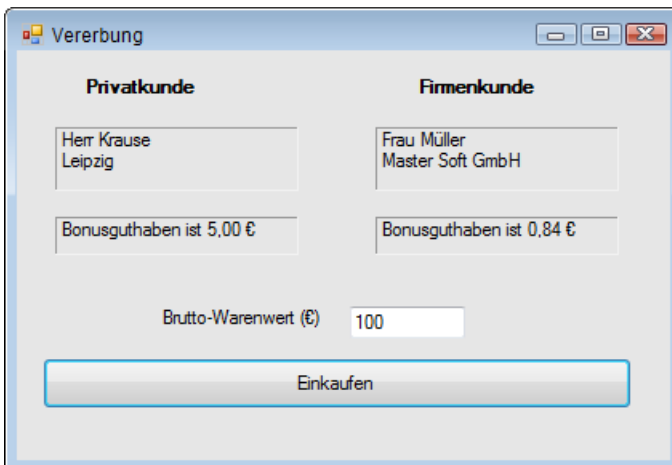 Vererbung
Privatkunde
Firmenkunde
Herr Krause
Leipzig
Frau Müller
Master Soft GmbH
Bonusguthaben ist 5,00 €
Bonusguthaben ist 0,84 €
Brutto-Warenwert (€)
100
Einkaufen